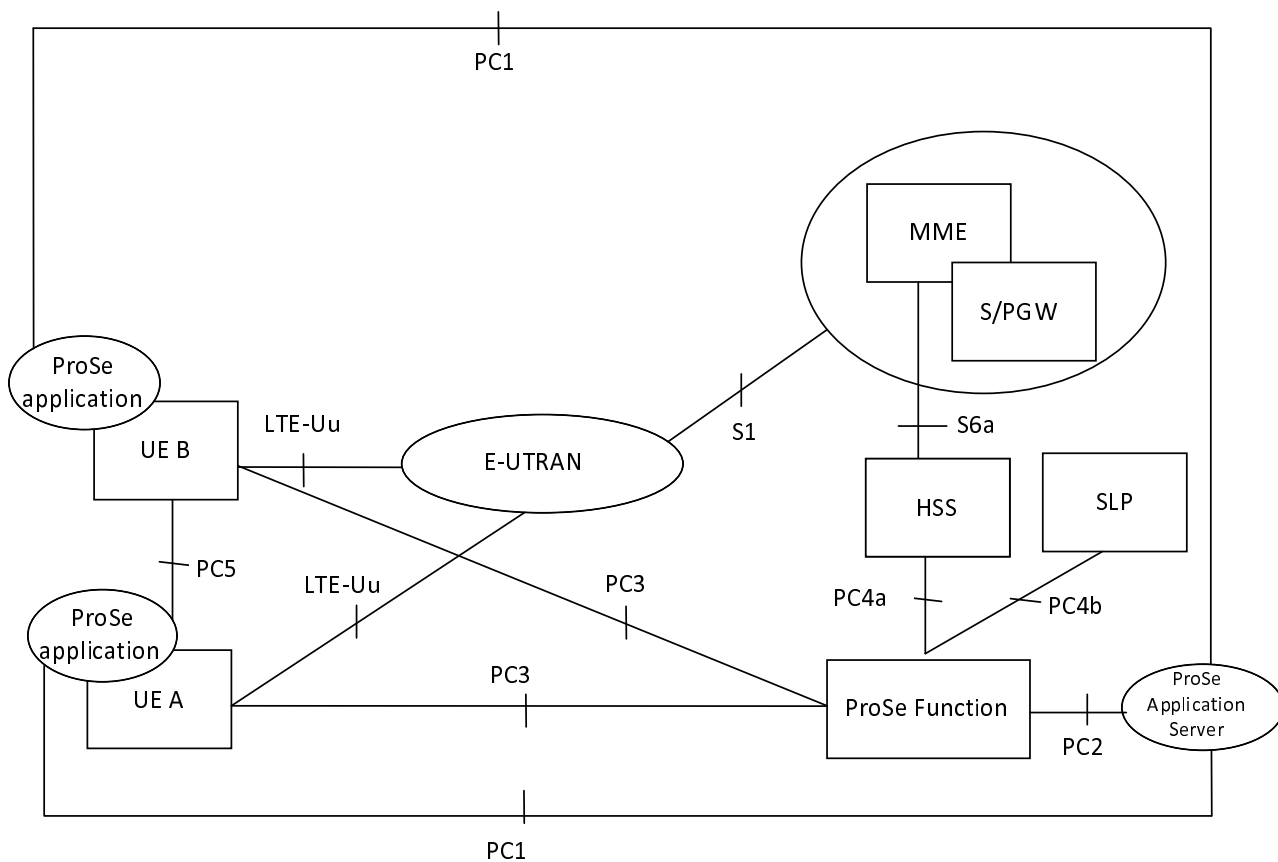 PC1
MME
S/PGW
ProSe
application
UE B
LTE-Uu
E-UTRAN
S1
S6a
HSS
SLP
PC5
LTE-Uu
PC3
PC4a
PC4b
ProSe
application
UE A
PC3
ProSe Function
PC2
ProSe
Application
Server
PC1